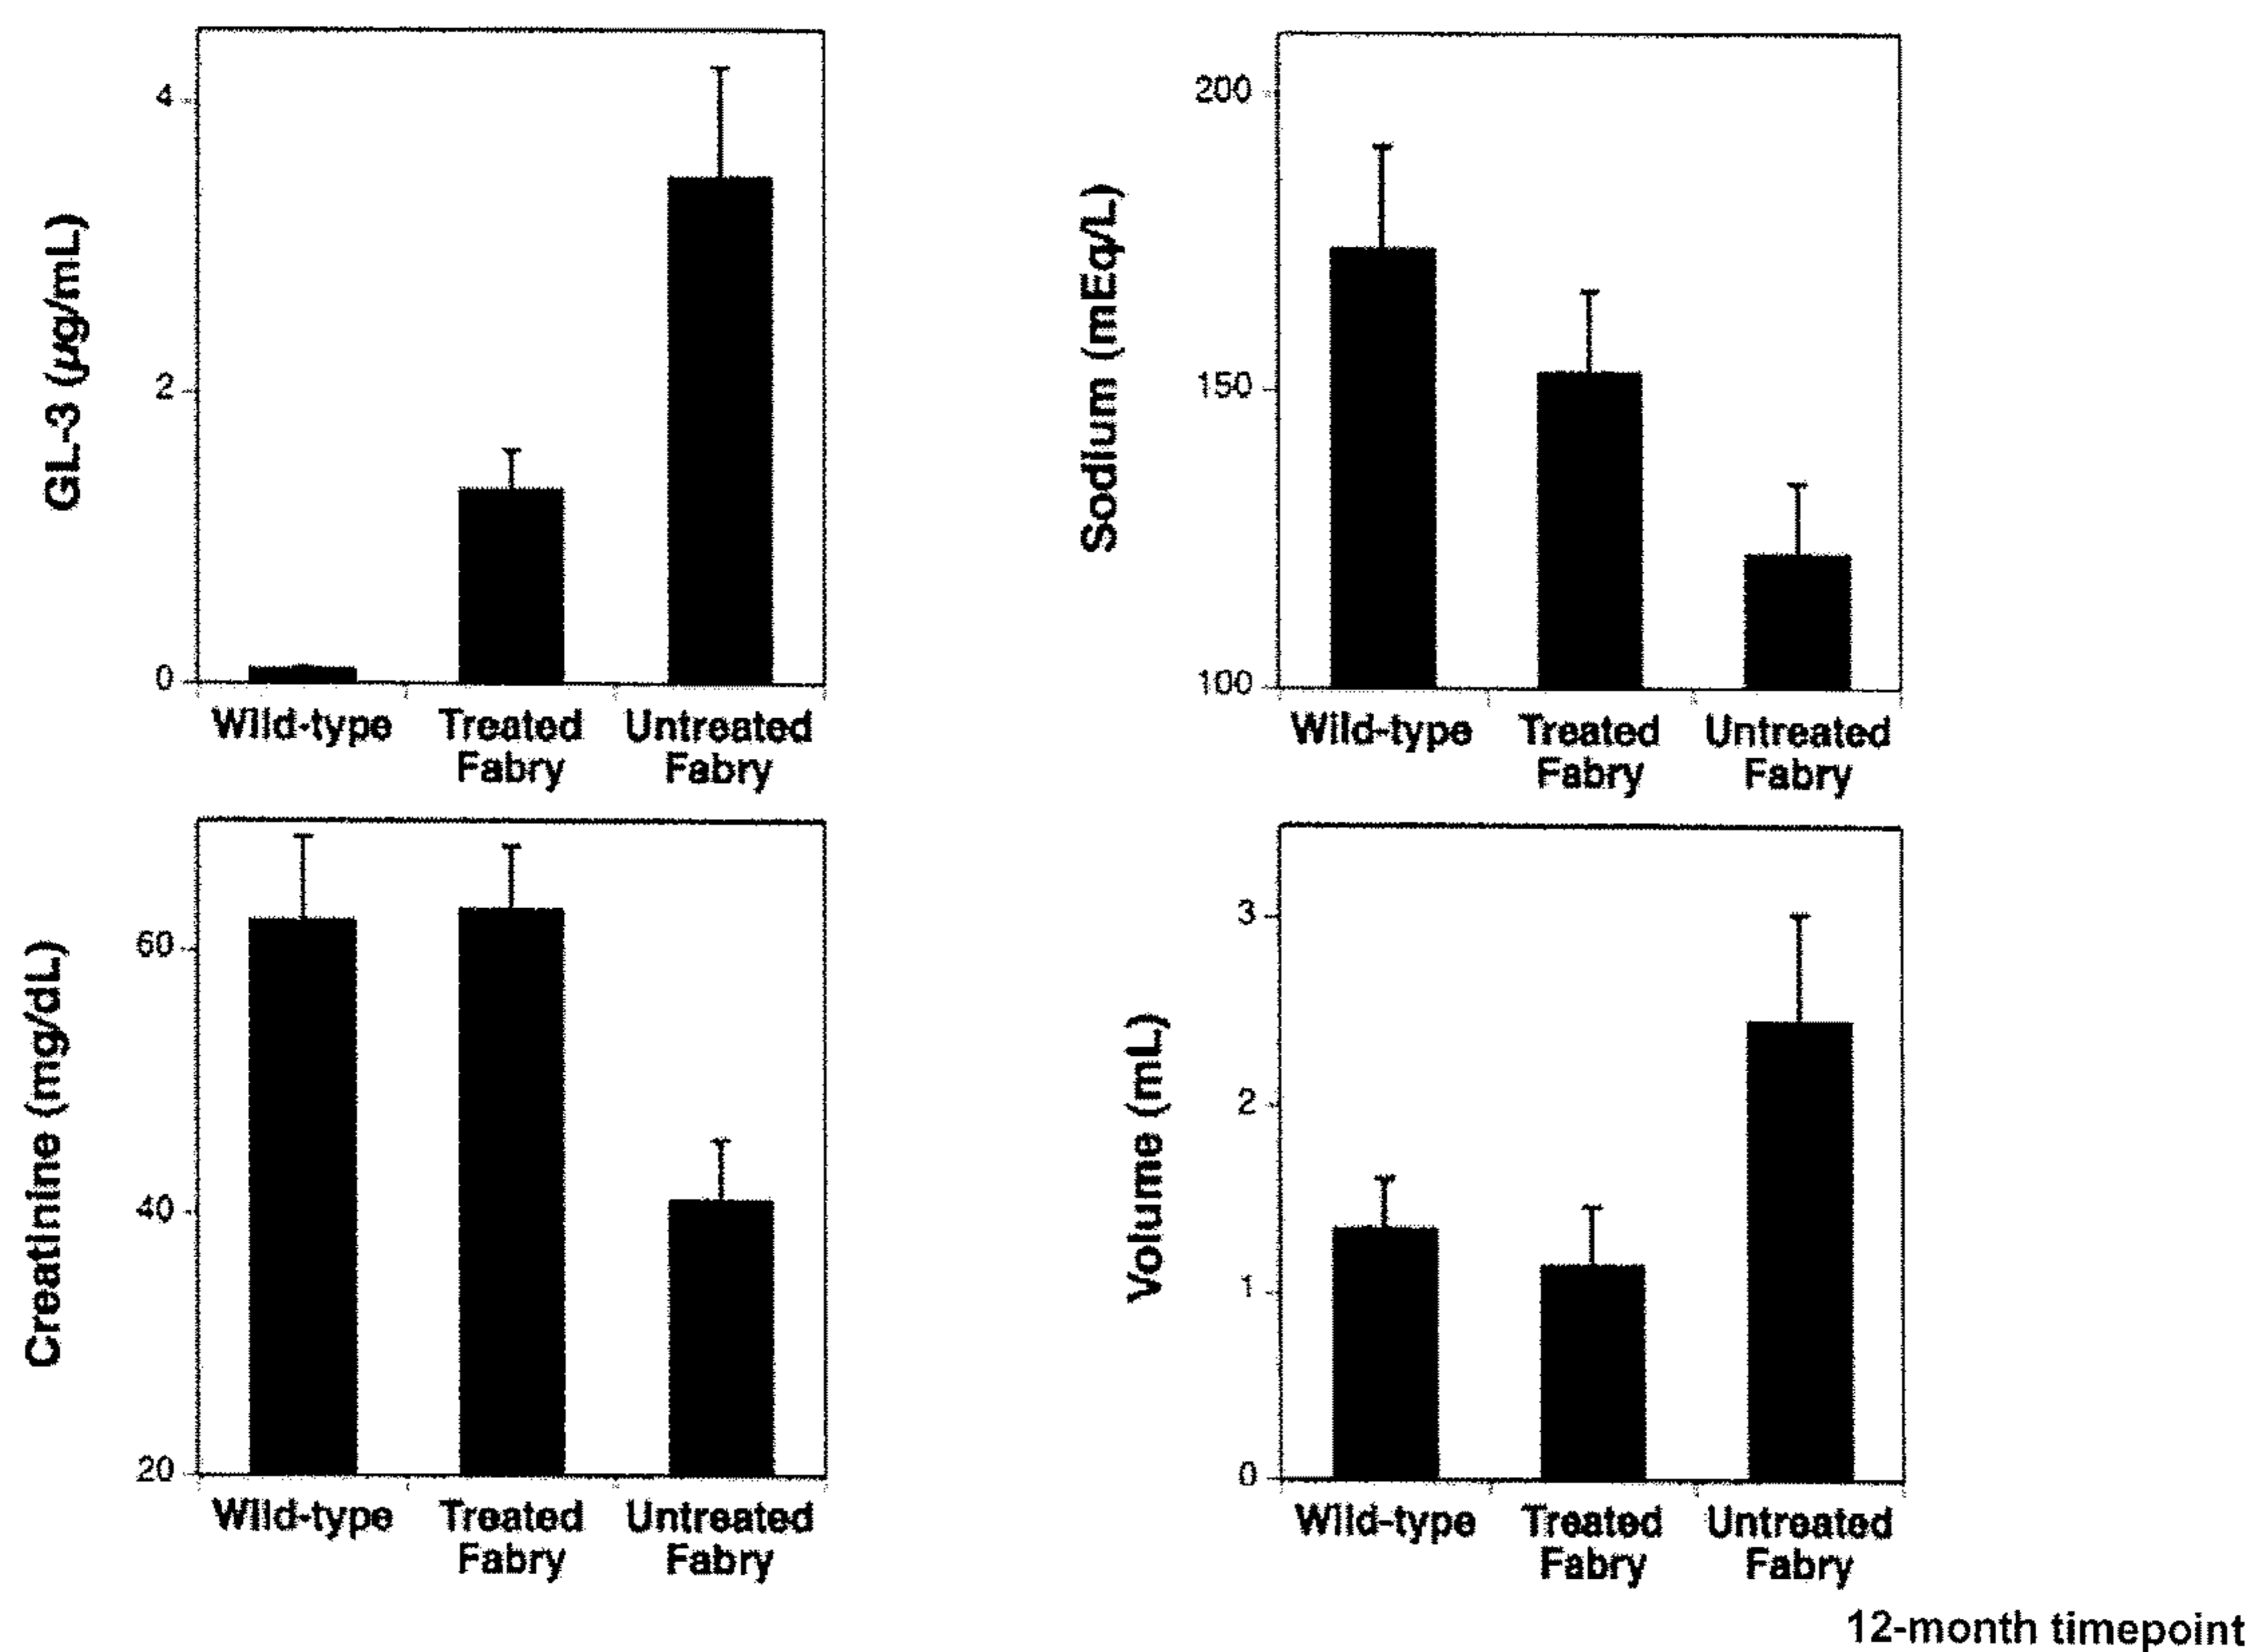 GL-3 (µg/mL)
4
2
0
Wild-type
Treated
Fabry
Untreated
Fabry
Sodium (mEq/L)
200
150
100
Wild-type
Treated
Fabry
Untreated
Fabry
Creatinine (mg/dL)
60
40
20
Wild-type
Treated
Fabry
Untreated
Fabry
Volume (mL)
3
2
1
0
Wild-type
Treated
Fabry
Untreated
Fabry
12-month timepoint